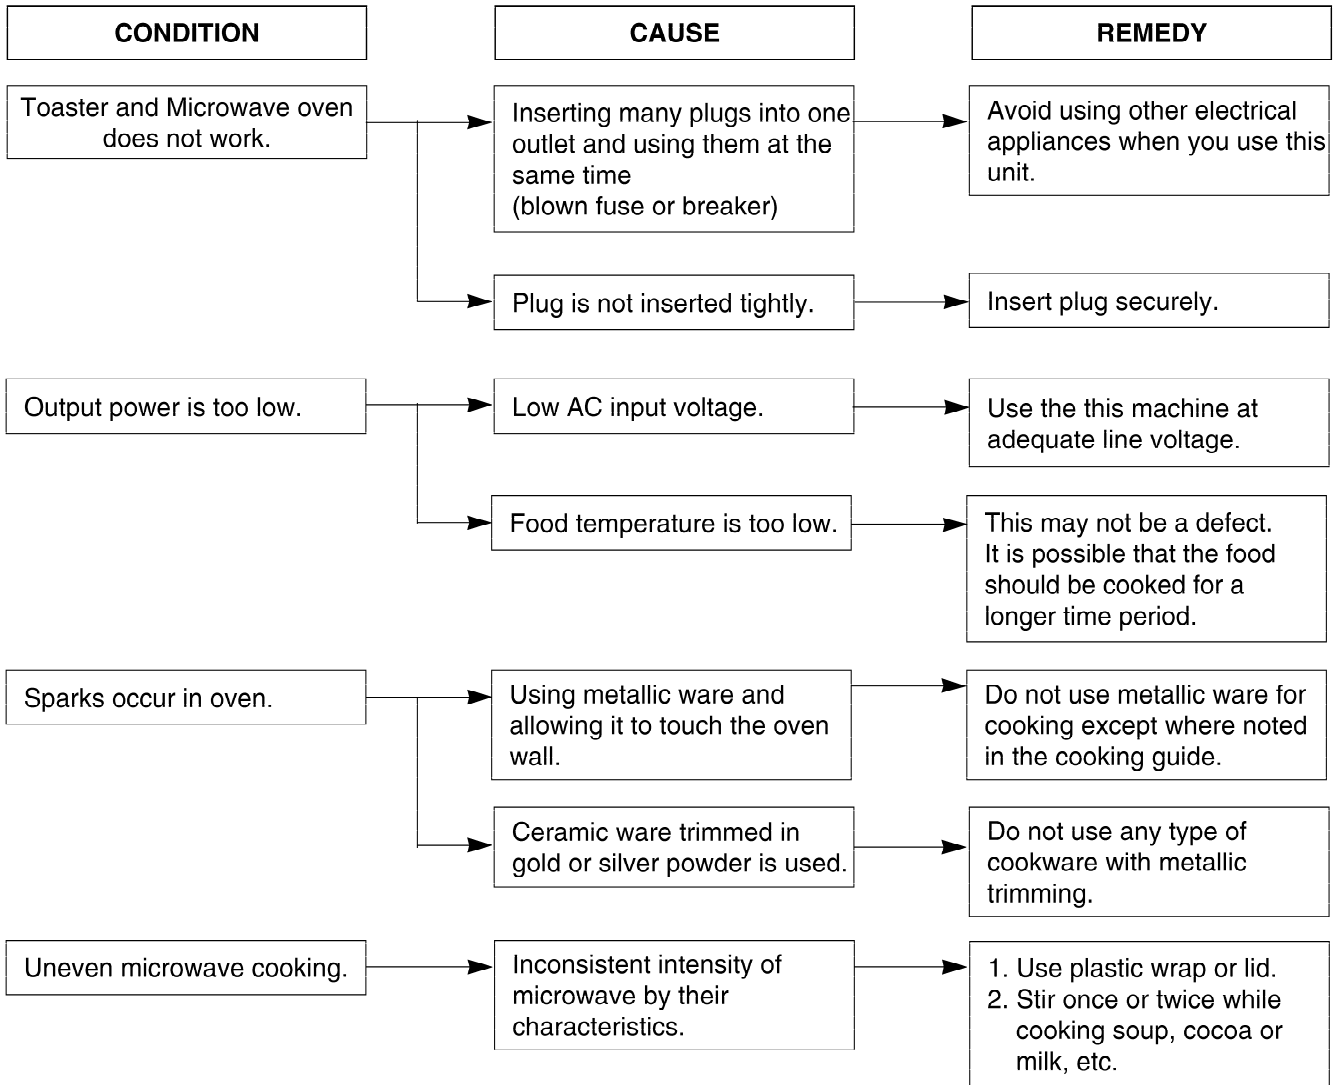 CONDITION
CAUSE
REMEDY
Toaster and Microwave oven
does not work.
Inserting many plugs into one
outlet and using them at the
same time
(blown fuse or breaker)
Avoid using other electrical
appliances when you use this
unit.
Plug is not inserted tightly.
Insert plug securely.
Output power is too low.
Low AC input voltage.
Use the this machine at
adequate line voltage.
Food temperature is too low.
This may not be a defect.
It is possible that the food
should be cooked for a
longer time period.
Sparks occur in oven.
Using metallic ware and
allowing it to touch the oven
wall.
Do not use metallic ware for
cooking except where noted
in the cooking guide.
Ceramic ware trimmed in
gold or silver powder is used.
Do not use any type of
cookware with metallic
trimming.
Uneven microwave cooking.
Inconsistent intensity of
microwave by their
characteristics.
1. Use plastic wrap or lid.
2. Stir once or twice while
cooking soup, cocoa or
milk, etc.